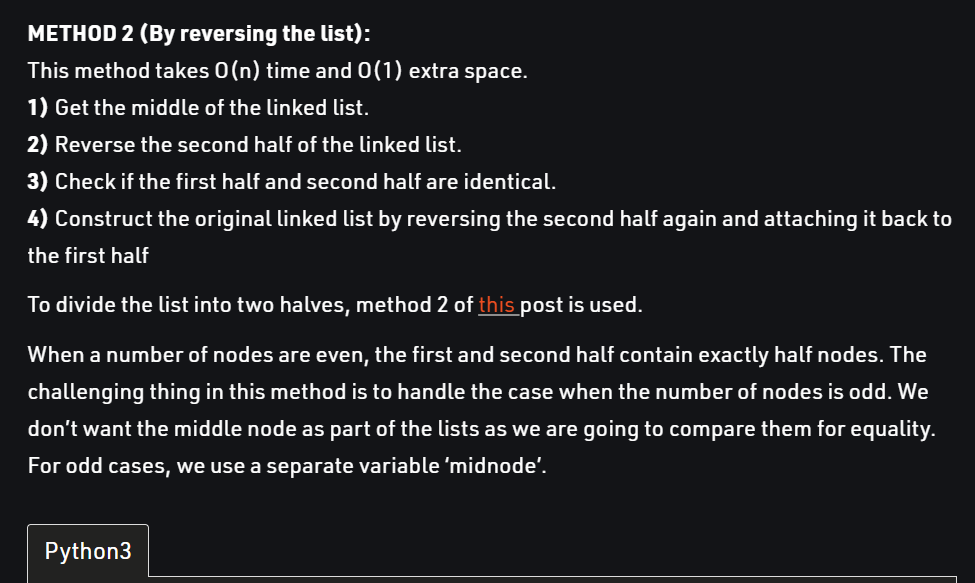 METHOD 2 (By reversing the list):
This method takes O(n) time and O(1) extra space.
1) Get the middle of the linked list.
2) Reverse the second half of the linked list.
3) Check if the first half and second half are identical.
4) Construct the original linked list by reversing the second half again and attaching it back to
the first half
To divide the list into two halves, method 2 of this post is used.
When a number of nodes are even, the first and second half contain exactly half nodes. The
challenging thing in this method is to handle the case when the number of nodes is odd. We
don’t want the middle node as part of the lists as we are going to compare them for equality.
For odd cases, we use a separate variable ‘midnode’.
Python3